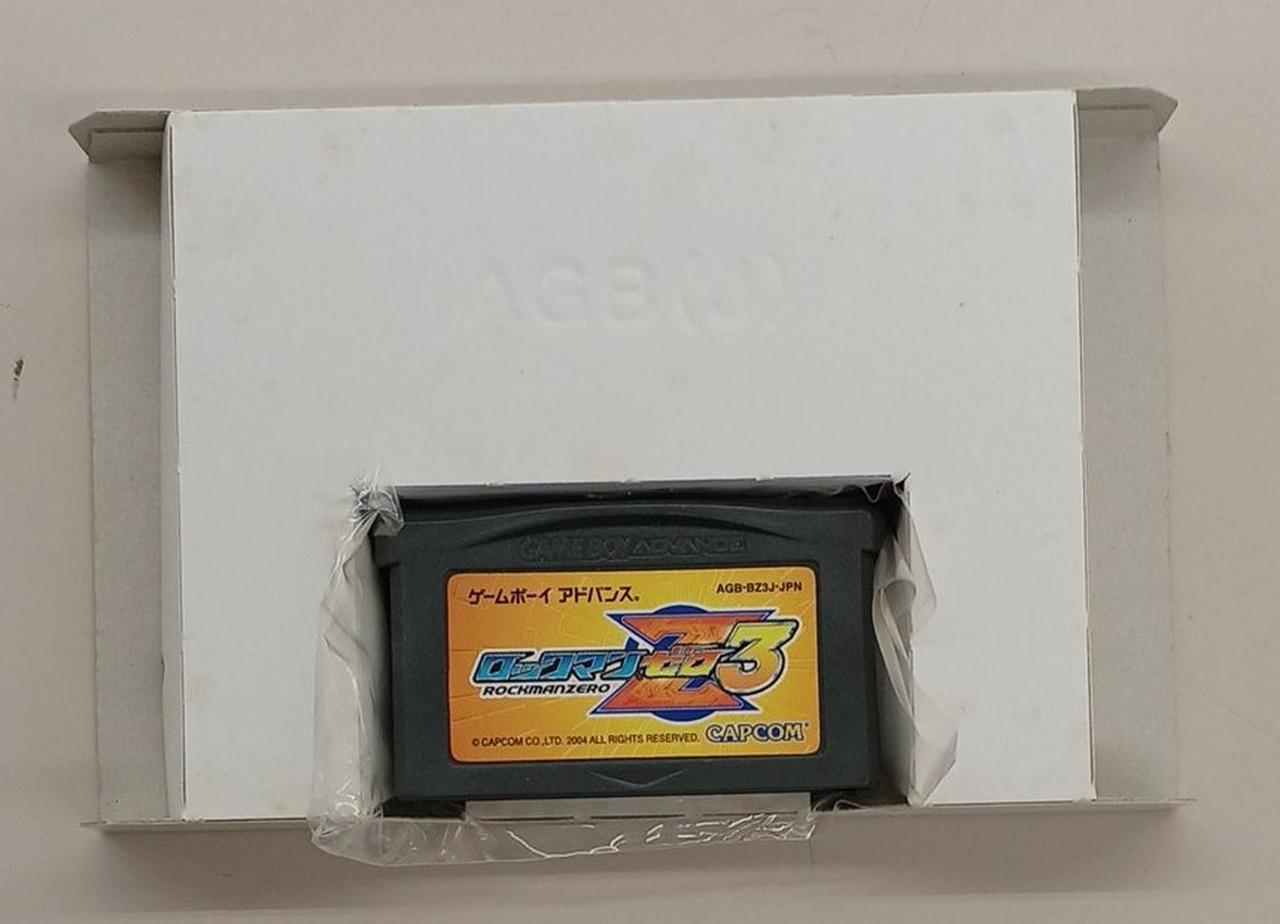 AGB(J)
GAME BOY ADVANCE
ゲームボーイ アドバンス。
AGB-BZ3J-JPN
ロックマンゼロ3
ROCKMANZERO
© CAPCOM CO.,LTD. 2004 ALL RIGHTS RESERVED.
CAPCOM